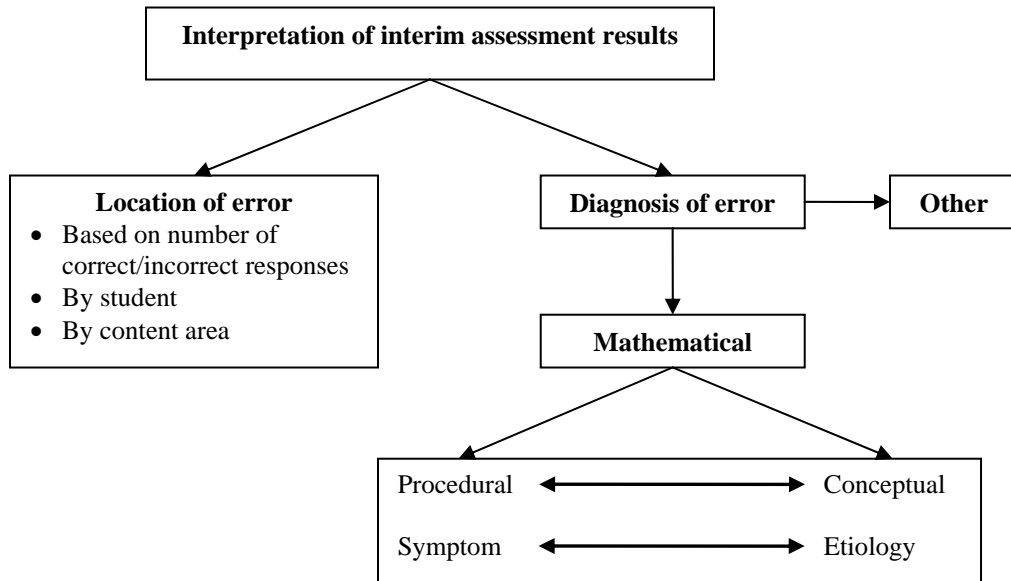 Interpretation of interim assessment results
Location of error
• Based on number of
correct/incorrect responses
• By student
• By content area
Diagnosis of error
Other
Mathematical
Procedural
Conceptual
Symptom
Etiology